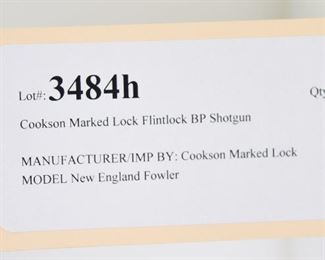 Lot#: 3484h Qty
Cookson Marked Lock Flintlock BP Shotgun
MANUFACTURER/IMP BY: Cookson Marked Lock
MODEL New England Fowler